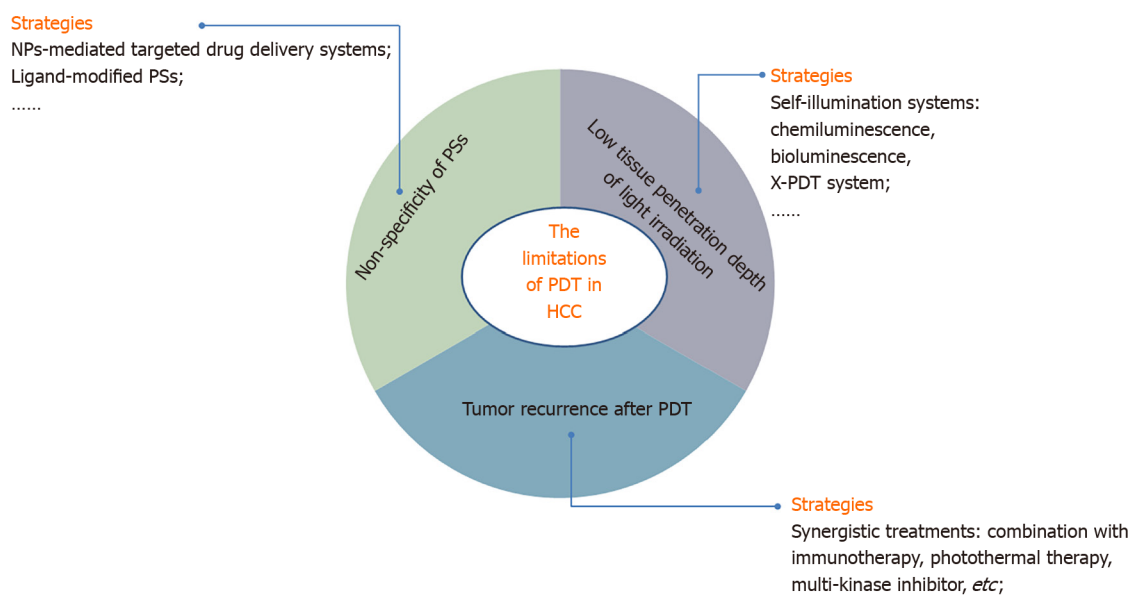 Strategies
NPs-mediated targeted drug delivery systems;
Ligand-modified PSs;
......
Strategies
Self-illumination systems:
chemiluminescence,
bioluminescence,
X-PDT system;
......
Non-specificity of PSs
Low tissue penetration depth
of light irradiation
The
limitations
of PDT in
HCC
Tumor recurrence after PDT
Strategies
Synergistic treatments: combination with
immunotherapy, photothermal therapy,
multi-kinase inhibitor, etc;